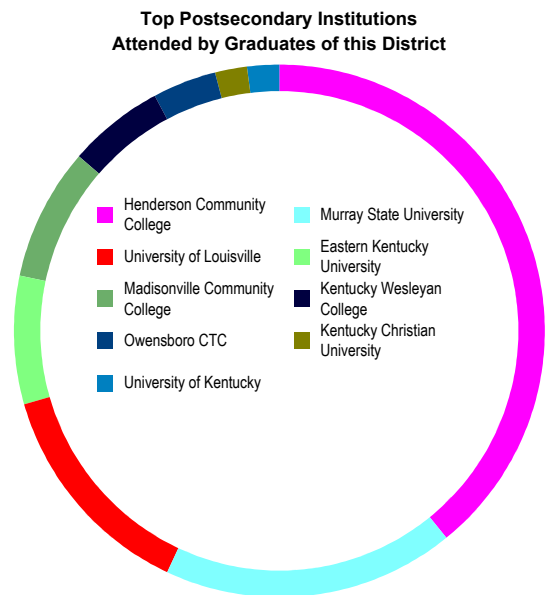 Top Postsecondary Institutions
Attended by Graduates of this District
Henderson Community
College
Murray State University
University of Louisville
Eastern Kentucky
University
Madisonville Community
College
Kentucky Wesleyan
College
Owensboro CTC
Kentucky Christian
University
University of Kentucky